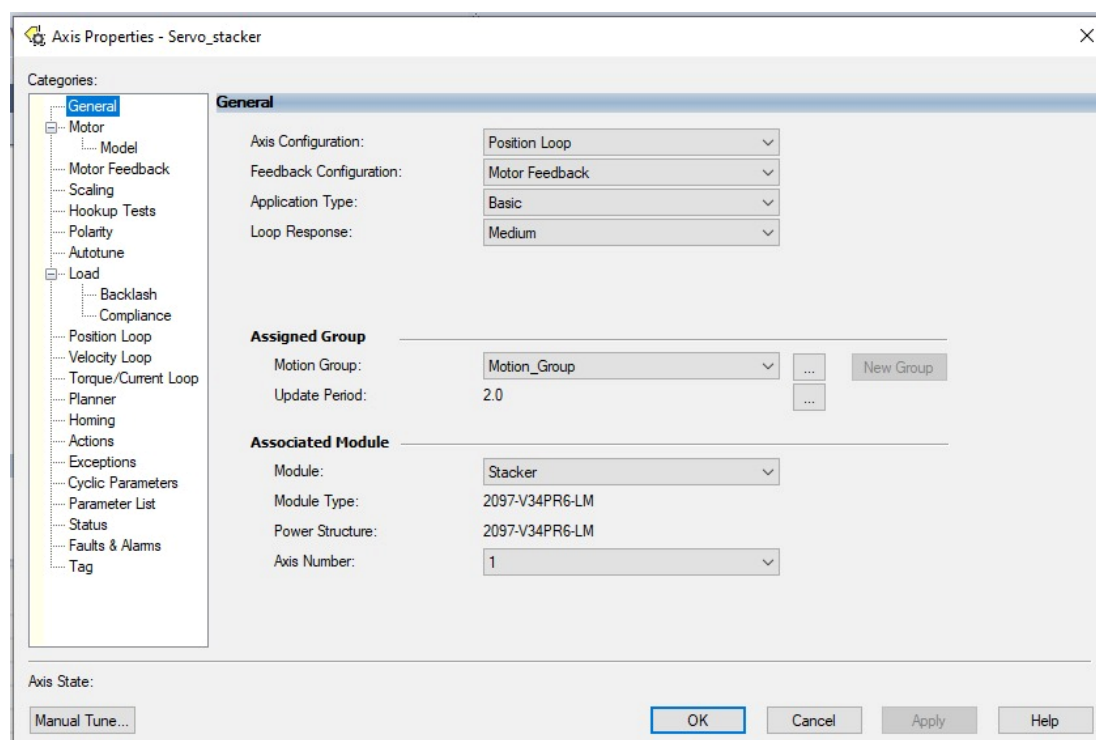 Axis Properties - Servo_stacker
Categories:
General
Motor
Model
Motor Feedback
Scaling
Hookup Tests
Polarity
Autotune
Load
Backlash
Compliance
Position Loop
Velocity Loop
Torque/Current Loop
Planner
Homing
Actions
Exceptions
Cyclic Parameters
Parameter List
Status
Faults & Alarms
Tag
General
Axis Configuration: Position Loop
Feedback Configuration: Motor Feedback
Application Type: Basic
Loop Response: Medium
Assigned Group
Motion Group: Motion_Group ... New Group
Update Period: 2.0 ...
Associated Module
Module: Stacker
Module Type: 2097-V34PR6-LM
Power Structure: 2097-V34PR6-LM
Axis Number: 1
Axis State:
Manual Tune... OK Cancel Apply Help